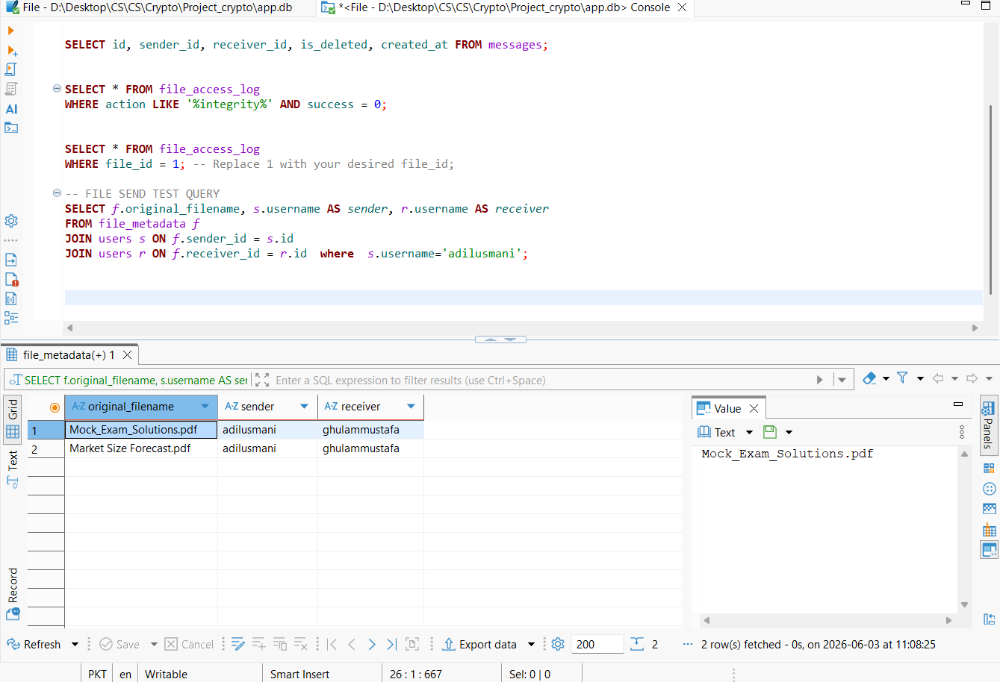 File - D:\Desktop\CS\CS\Crypto\Project_crypto\app.db
*<File - D:\Desktop\CS\CS\Crypto\Project_crypto\app.db> Console
SELECT id, sender_id, receiver_id, is_deleted, created_at FROM messages;
SELECT * FROM file_access_log
WHERE action LIKE '%integrity%' AND success = 0;
AI
SELECT * FROM file_access_log
WHERE file_id = 1; -- Replace 1 with your desired file_id;
-- FILE SEND TEST QUERY
SELECT f.original_filename, s.username AS sender, r.username AS receiver
FROM file_metadata f
JOIN users s ON f.sender_id = s.id
JOIN users r ON f.receiver_id = r.id  where  s.username='adilusmani';
file_metadata(+) 1
SELECT f.original_filename, s.username AS ser
Enter a SQL expression to filter results (use Ctrl+Space)
Grid
Text
Record
A-Z original_filename
A-Z sender
A-Z receiver
1 Mock_Exam_Solutions.pdf adilusmani ghulammustafa
2 Market Size Forecast.pdf adilusmani ghulammustafa
Value
Text
Mock_Exam_Solutions.pdf
Panels
Refresh Save Cancel Export data 200 2 ··· 2 row(s) fetched - 0s, on 2026-06-03 at 11:08:25
PKT en Writable Smart Insert 26 : 1 : 667 Sel: 0 | 0